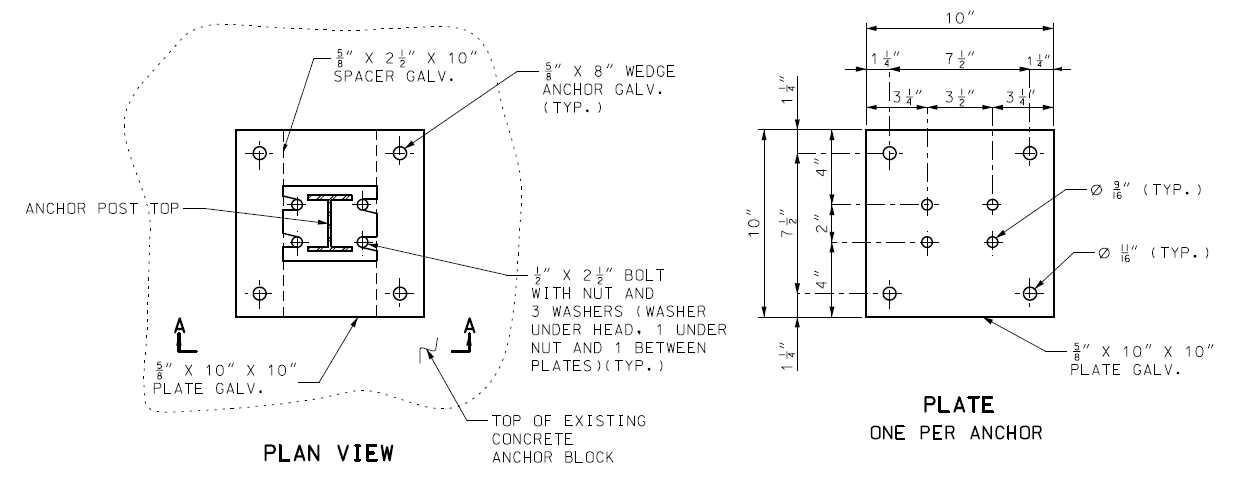 5/8" X 2 1/2" X 10"
SPACER GALV.
5/8" X 8" WEDGE
ANCHOR GALV.
(TYP.)
ANCHOR POST TOP
1/2" X 2 1/2" BOLT
WITH NUT AND
3 WASHERS (WASHER
UNDER HEAD, 1 UNDER
NUT AND 1 BETWEEN
PLATES)(TYP.)
A
A
5/8" X 10" X 10"
PLATE GALV.
TOP OF EXISTING
CONCRETE
ANCHOR BLOCK
PLAN VIEW
10"
1 1/4"
7 1/2"
1 1/4"
3 1/4"
3 1/2"
3 1/4"
1 1/4"
10"
7 1/2"
4"
2"
4"
1 1/4"
Ø 9/16" (TYP.)
Ø 11/16" (TYP.)
5/8" X 10" X 10"
PLATE GALV.
PLATE
ONE PER ANCHOR